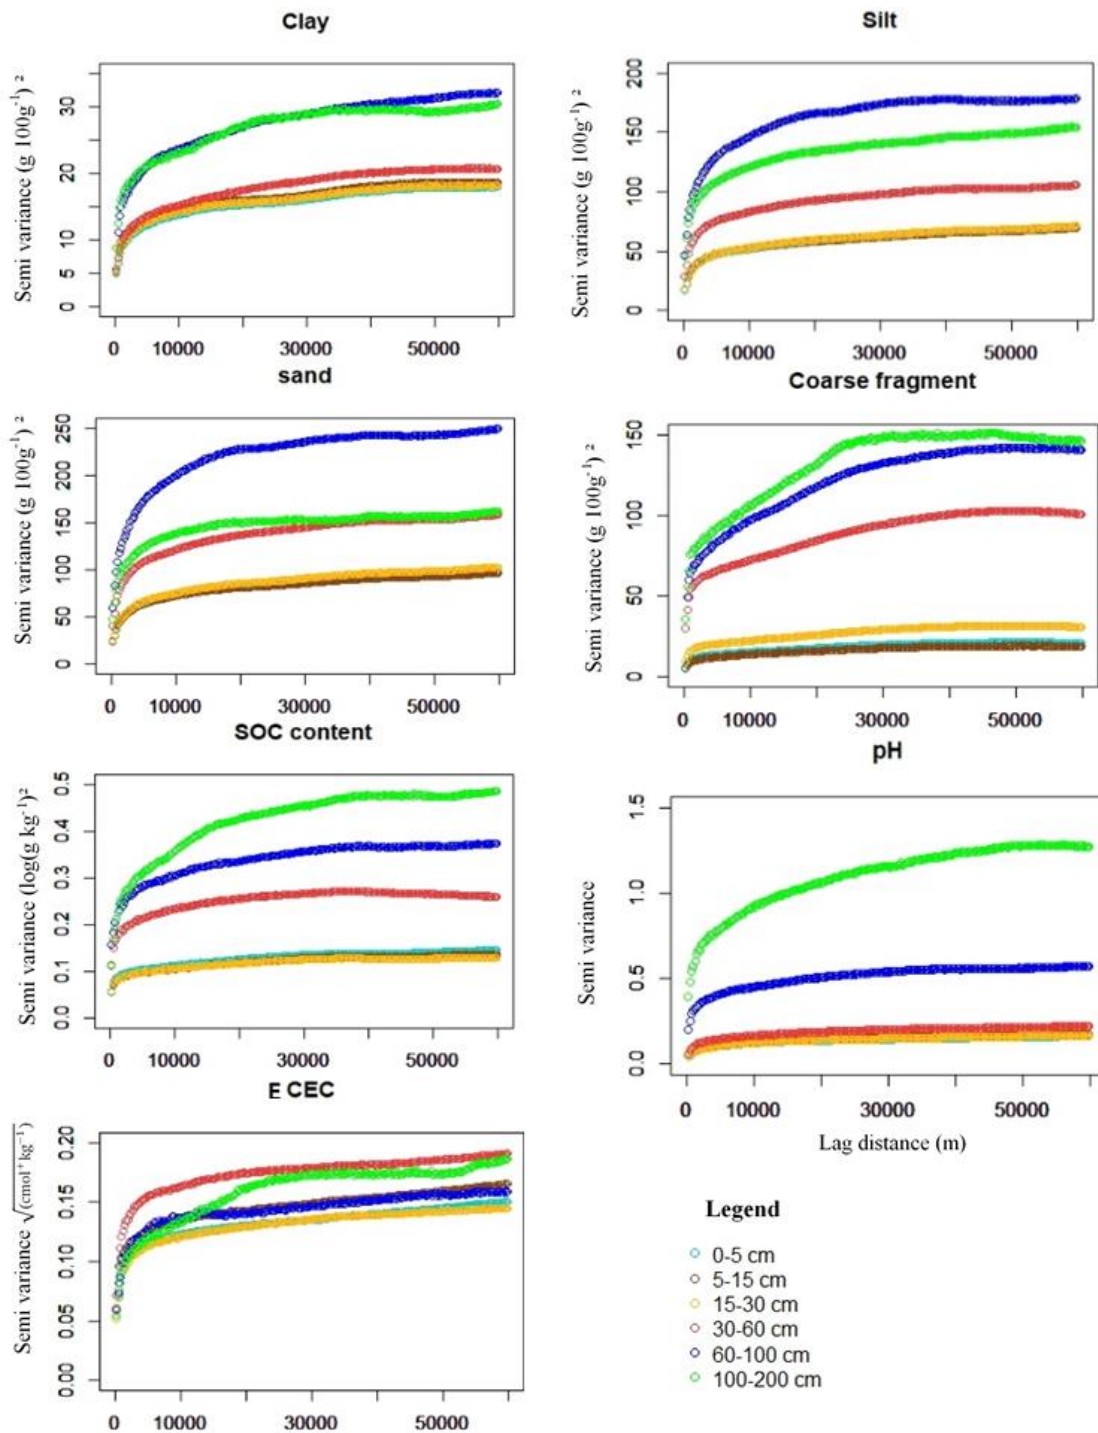 Clay
Semi variance (g 100g⁻¹) ²
0 5 10 20 30
0 10000 30000 50000
Silt
Semi variance (g 100g⁻¹) ²
0 50 100 150 200
0 10000 30000 50000
sand
Semi variance (g 100g⁻¹) ²
0 50 100 150 200 250
0 10000 30000 50000
Coarse fragment
Semi variance (g 100g⁻¹) ²
0 50 100 150
0 10000 30000 50000
SOC content
Semi variance (log(g kg⁻¹)²
0.0 0.1 0.2 0.3 0.4 0.5
0 10000 30000 50000
pH
Semi variance
0.0 0.5 1.0 1.5
0 10000 30000 50000
Lag distance (m)
E CEC
Semi variance √(cmol⁺kg⁻¹)
0.00 0.05 0.10 0.15 0.20
0 10000 30000 50000
Legend
0-5 cm
5-15 cm
15-30 cm
30-60 cm
60-100 cm
100-200 cm